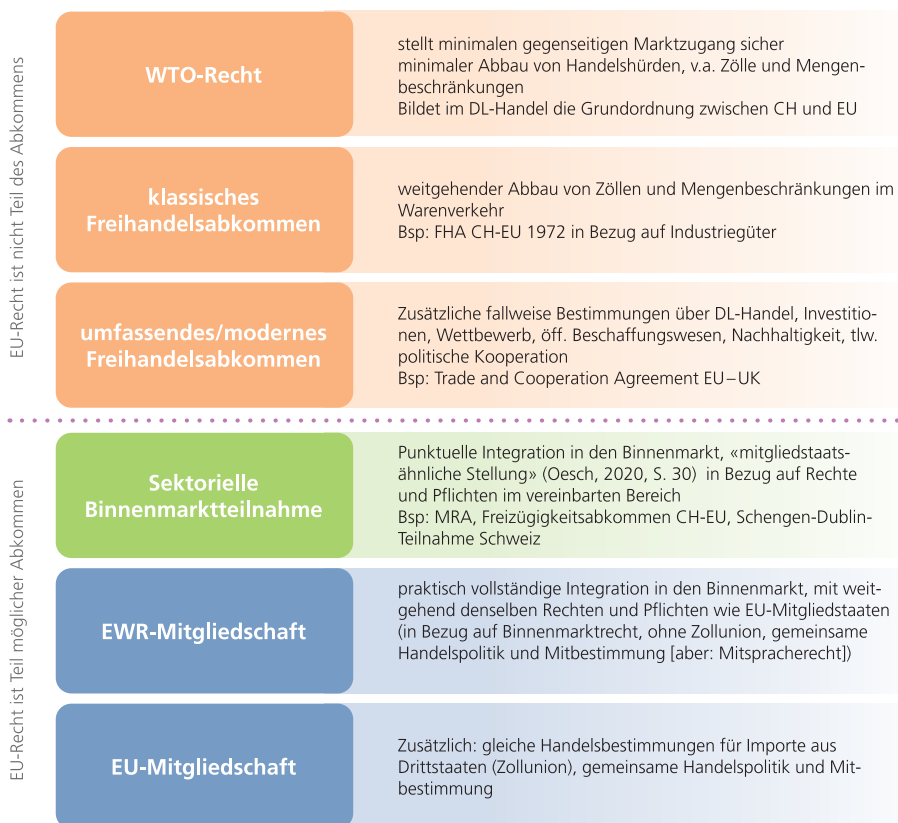 EU-Recht ist nicht Teil des Abkommens
WTO-Recht
stellt minimalen gegenseitigen Marktzugang sicher
minimaler Abbau von Handelshürden, v.a. Zölle und Mengen-
beschränkungen
Bildet im DL-Handel die Grundordnung zwischen CH und EU
klassisches
Freihandelsabkommen
weitgehender Abbau von Zöllen und Mengenbeschränkungen im
Warenverkehr
Bsp: FHA CH-EU 1972 in Bezug auf Industriegüter
umfassendes/modernes
Freihandelsabkommen
Zusätzliche fallweise Bestimmungen über DL-Handel, Investitio-
nen, Wettbewerb, öff. Beschaffungswesen, Nachhaltigkeit, tlw.
politische Kooperation
Bsp: Trade and Cooperation Agreement EU–UK
EU-Recht ist Teil möglicher Abkommen
Sektorielle
Binnenmarktteilnahme
Punktuelle Integration in den Binnenmarkt, «mitgliedstaats-
ähnliche Stellung» (Oesch, 2020, S. 30) in Bezug auf Rechte
und Pflichten im vereinbarten Bereich
Bsp: MRA, Freizügigkeitsabkommen CH-EU, Schengen-Dublin-
Teilnahme Schweiz
EWR-Mitgliedschaft
praktisch vollständige Integration in den Binnenmarkt, mit weit-
gehend denselben Rechten und Pflichten wie EU-Mitgliedstaaten
(in Bezug auf Binnenmarktrecht, ohne Zollunion, gemeinsame
Handelspolitik und Mitbestimmung [aber: Mitspracherecht])
EU-Mitgliedschaft
Zusätzlich: gleiche Handelsbestimmungen für Importe aus
Drittstaaten (Zollunion), gemeinsame Handelspolitik und Mit-
bestimmung